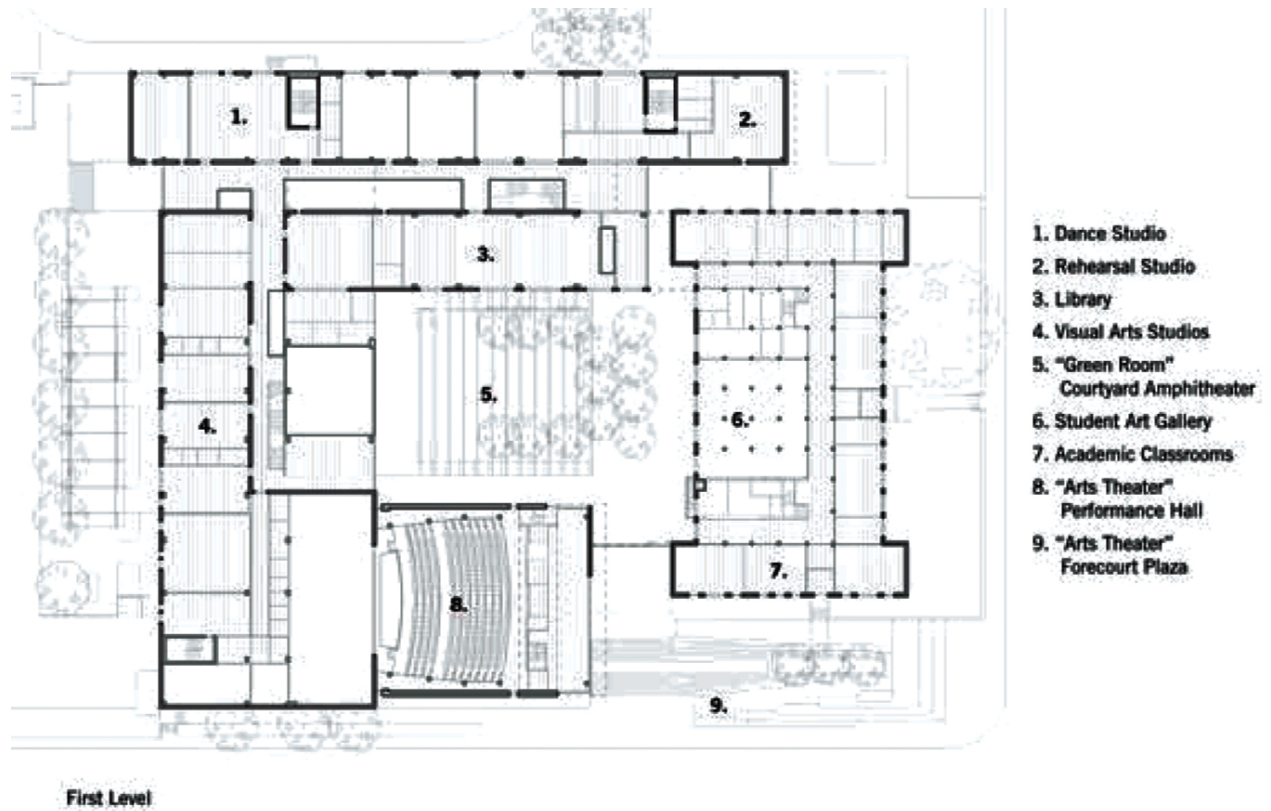 1.
2.
3.
4.
5.
6.
7.
8.
9.
1. Dance Studio
2. Rehearsal Studio
3. Library
4. Visual Arts Studios
5. “Green Room”
Courtyard Amphitheater
6. Student Art Gallery
7. Academic Classrooms
8. “Arts Theater”
Performance Hall
9. “Arts Theater”
Forecourt Plaza
First Level